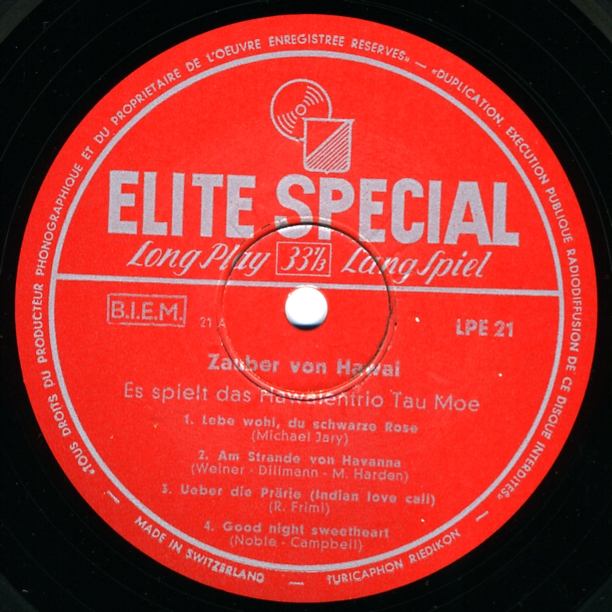 «TOUS DROITS DU PRODUCTEUR PHONOGRAPHIQUE ET DU PROPRIETAIRE DE L'OEUVRE ENREGISTREE RESERVES» — «DUPLICATION, EXECUTION PUBLIQUE RADIODIFFUSION DE CE DISQUE INTERDITES»
ELITE SPECIAL
Long Play 33⅓ Langspiel
B.I.E.M. 21 A LPE 21
Zauber von Hawai
Es spielt das Hawaientrio Tau Moe
1. Lebe wohl, du schwarze Rose
(Michael Jary)
2. Am Strande von Havanna
(Weiner - Dillmann - M. Harden)
3. Ueber die Prärie (Indian love call)
(R. Friml)
4. Good night sweetheart
(Noble - Campbell)
— MADE IN SWITZERLAND — TURICAPHON RIEDIKON —